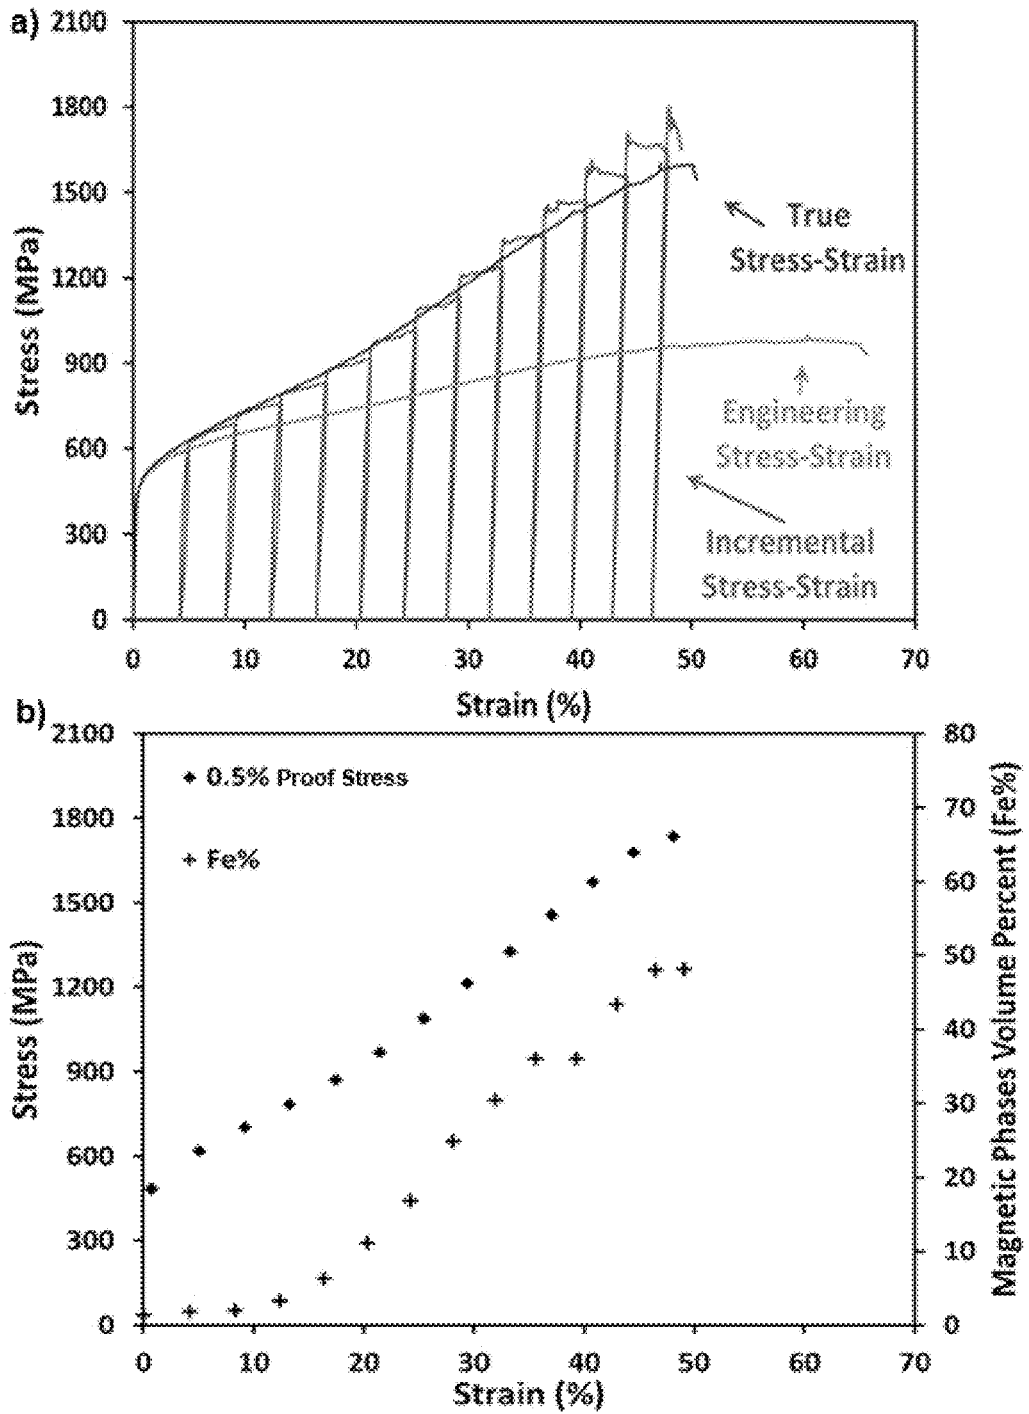 a)
2100
1800
1500
1200
900
600
300
0
Stress (MPa)
True
Stress-Strain
Engineering
Stress-Strain
Incremental
Stress-Strain
0 10 20 30 40 50 60 70
Strain (%)
b)
2100
1800
1500
1200
900
600
300
0
Stress (MPa)
0.5% Proof Stress
Fe%
80
70
60
50
40
30
20
10
0
Magnetic Phases Volume Percent (Fe%)
0 10 20 30 40 50 60 70
Strain (%)